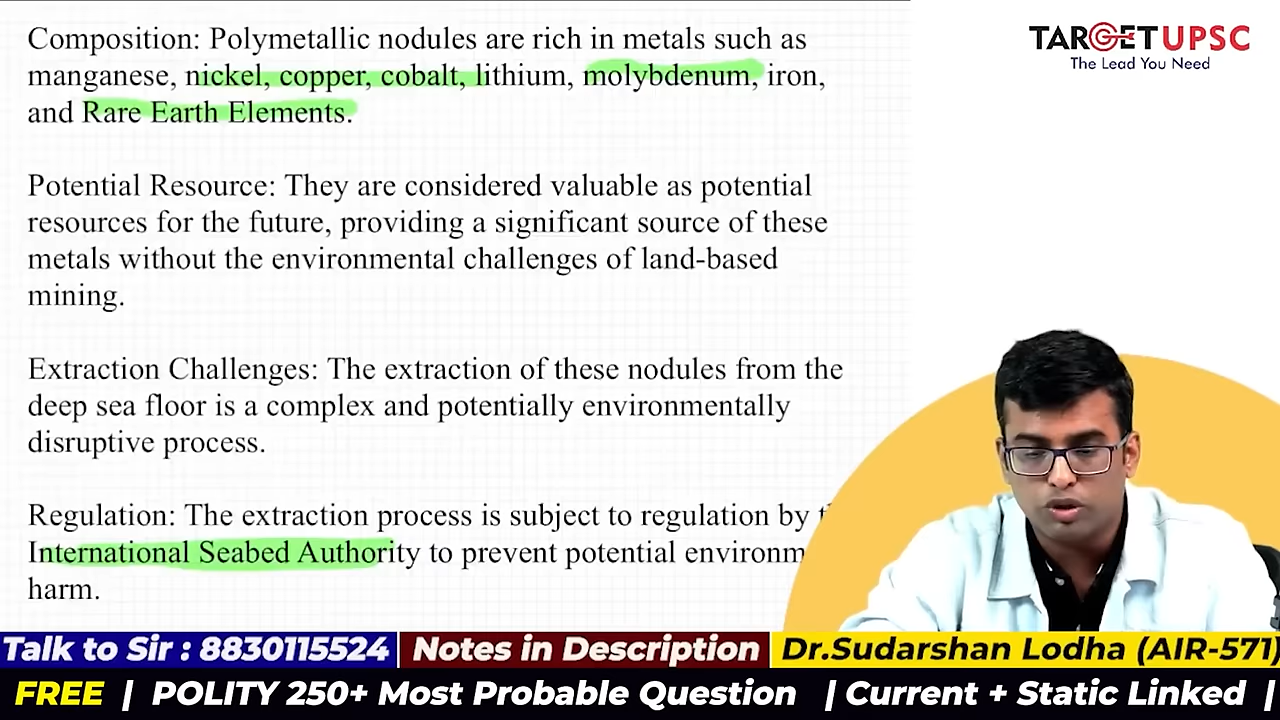 Composition: Polymetallic nodules are rich in metals such as
manganese, nickel, copper, cobalt, lithium, molybdenum, iron,
and Rare Earth Elements.
Potential Resource: They are considered valuable as potential
resources for the future, providing a significant source of these
metals without the environmental challenges of land-based
mining.
Extraction Challenges: The extraction of these nodules from the
deep sea floor is a complex and potentially environmentally
disruptive process.
Regulation: The extraction process is subject to regulation by
International Seabed Authority to prevent potential
harm.
TARGET UPSC
The Lead You Need
Talk to Sir : 8830115524
Notes in Description
Dr.Sudarshan Lodha (AIR-571)
FREE | POLITY 250+ Most Probable Question | Current + Static Linked |